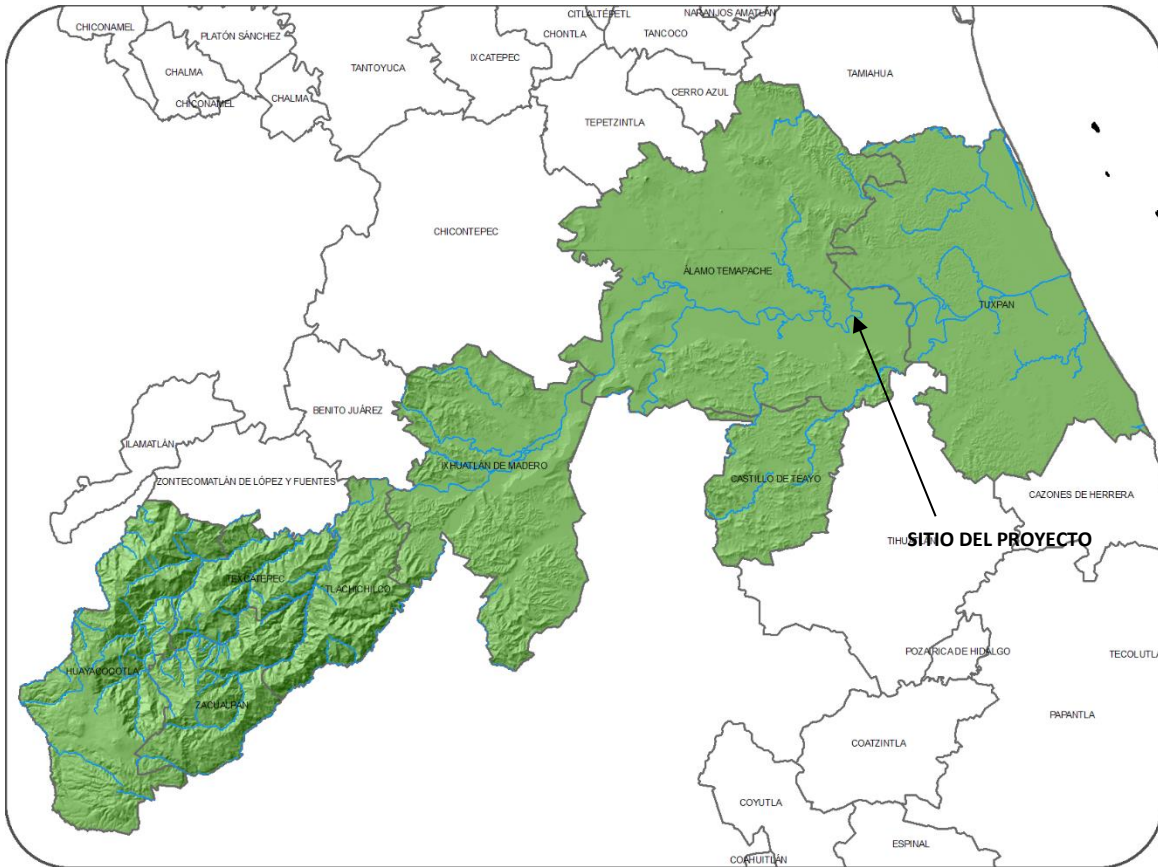 CHICONAMEL
PLATÓN SÁNCHEZ
CITLALTÉPETL
NARANJOS AMATLÁN
CHONTLA
TANCOCO
IXCATEPEC
TANTOYUCA
CHALMA
TAMIAHUA
CERRO AZUL
CHICONAMEL
CHALMA
TEPETZINTLA
CHICONTEPEC
ÁLAMO TEMAPACHE
TUXPAN
BENITO JUÁREZ
ILAMATLÁN
IXHUATLÁN DE MADERO
ZONTECOMATLÁN DE LÓPEZ Y FUENTES
CASTILLO DE TEAYO
CAZONES DE HERRERA
SITIO DEL PROYECTO
TEXCATEPEC
TLACHICHILCO
POZA RICA DE HIDALGO
TECOLUTLA
HUAYACOCOTLA
ZACUALPAN
PAPANTLA
COATZINTLA
COYUTLA
ESPINAL
COAHUITLÁN